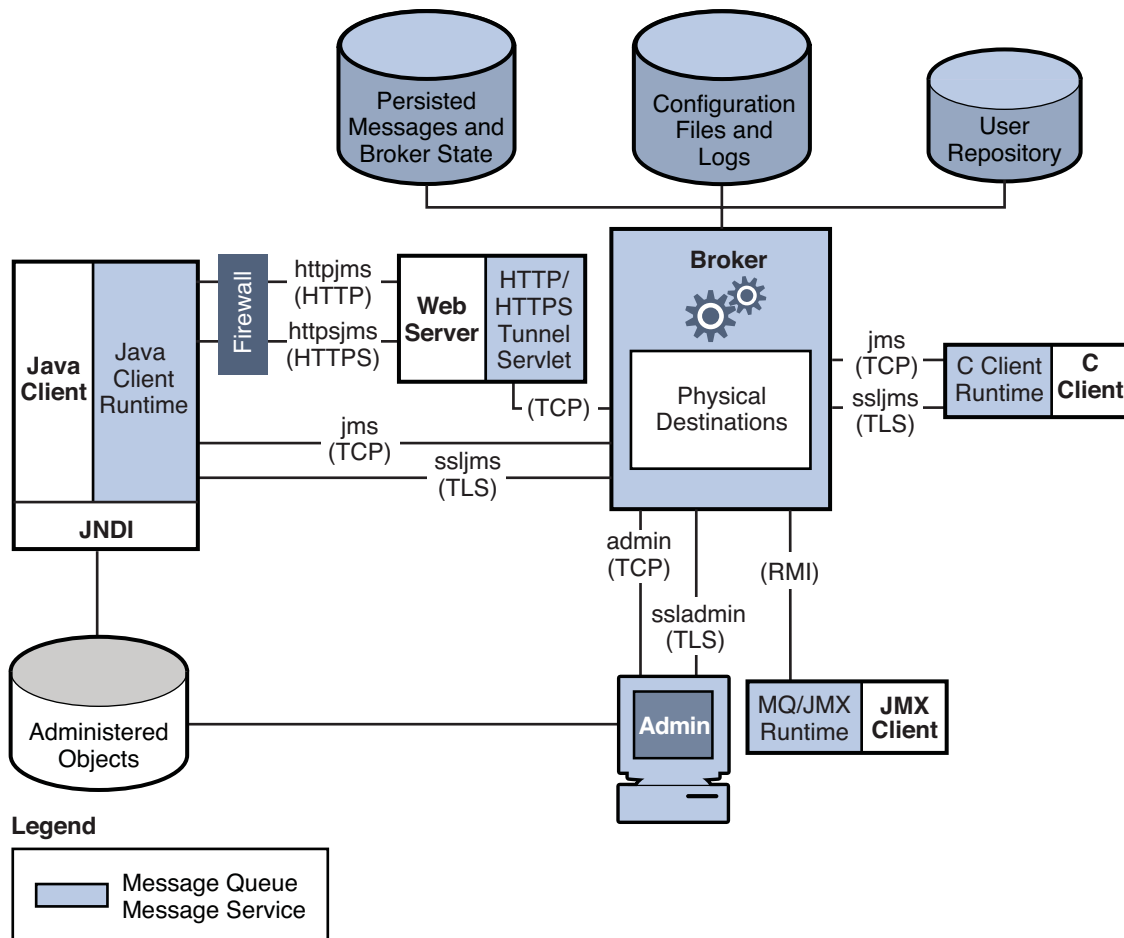 Persisted
Messages and
Broker State
Configuration
Files and
Logs
User
Repository
Java
Client
Java
Client
Runtime
JNDI
Firewall
httpjms
(HTTP)
httpsjms
(HTTPS)
Web
Server
HTTP/
HTTPS
Tunnel
Servlet
(TCP)
jms
(TCP)
ssljms
(TLS)
Broker
Physical
Destinations
jms
(TCP)
ssljms
(TLS)
C Client
Runtime
C
Client
admin
(TCP)
ssladmin
(TLS)
(RMI)
Administered
Objects
Admin
MQ/JMX
Runtime
JMX
Client
Legend
Message Queue
Message Service